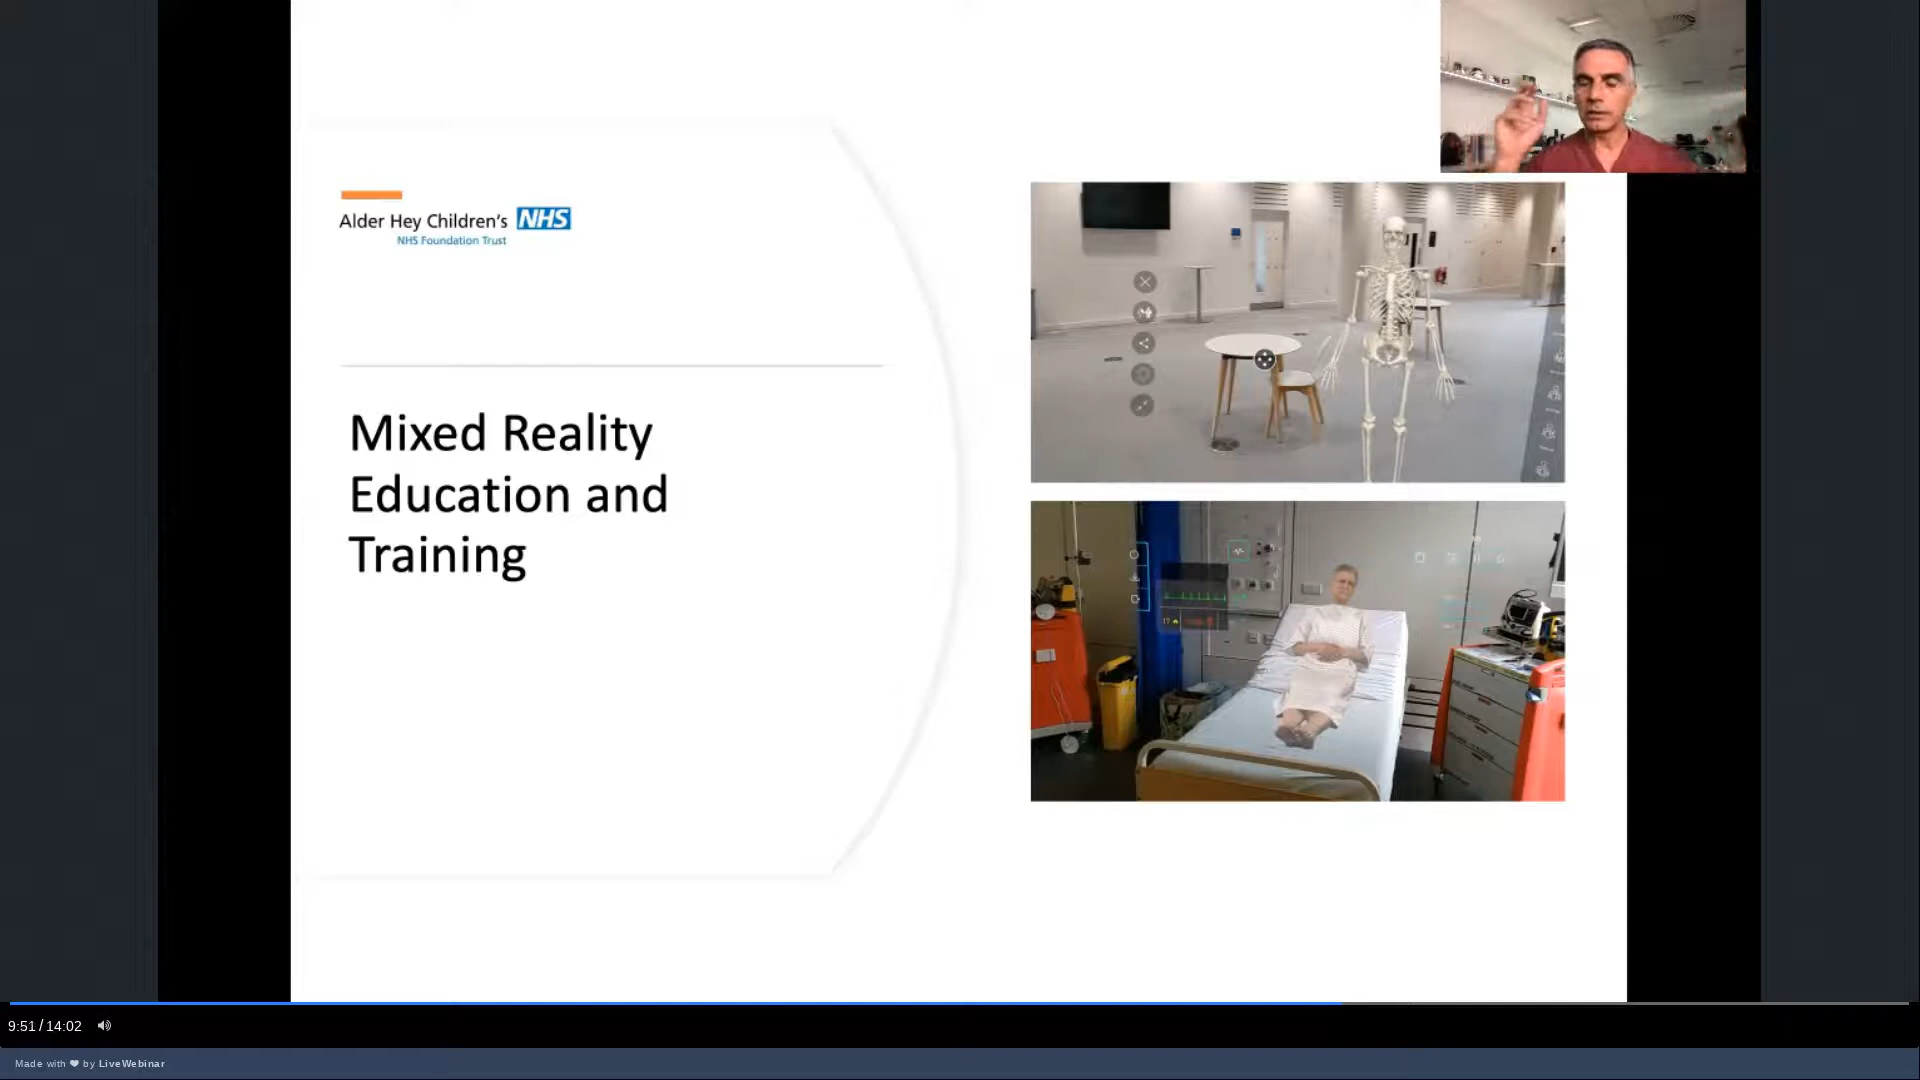 Alder Hey Children's NHS
NHS Foundation Trust
Mixed Reality
Education and
Training
9:51 / 14:02
Made with ❤ by LiveWebinar